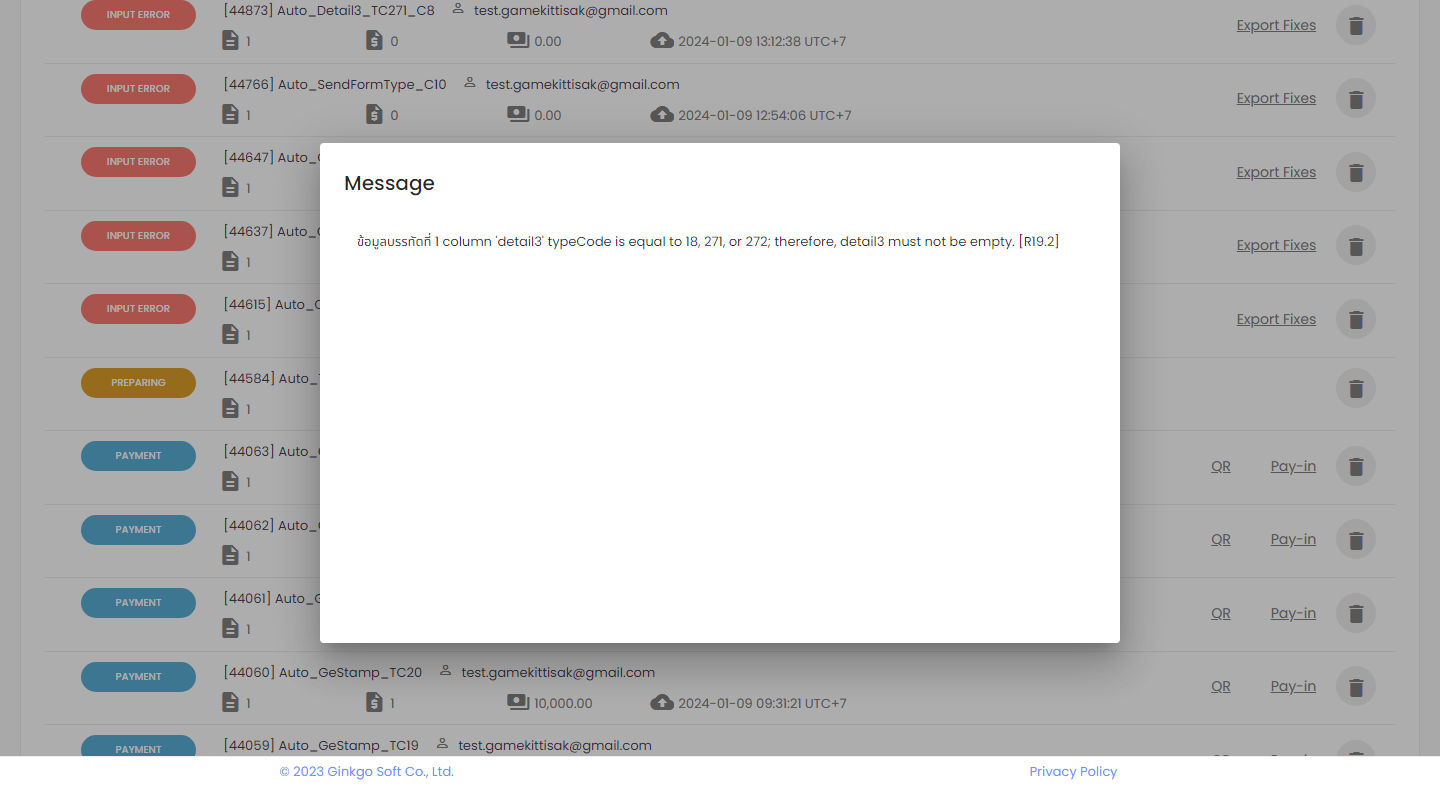 INPUT ERROR [44873] Auto_Detail3_TC271_C8 test.gamekittisak@gmail.com
1 0 0.00 2024-01-09 13:12:38 UTC+7 Export Fixes
INPUT ERROR [44766] Auto_SendFormType_C10 test.gamekittisak@gmail.com
1 0 0.00 2024-01-09 12:54:06 UTC+7 Export Fixes
INPUT ERROR [44647] Auto_
1 Export Fixes
Message
INPUT ERROR [44637] Auto_
1 Export Fixes
ข้อมูลบรรทัดที่ 1 column 'detail3' typeCode is equal to 18, 271, or 272; therefore, detail3 must not be empty. [R19.2]
INPUT ERROR [44615] Auto_
1 Export Fixes
PREPARING [44584] Auto_
1
PAYMENT [44063] Auto_
1 QR Pay-in
PAYMENT [44062] Auto_
1 QR Pay-in
PAYMENT [44061] Auto_
1 QR Pay-in
PAYMENT [44060] Auto_GeStamp_TC20 test.gamekittisak@gmail.com
1 1 10,000.00 2024-01-09 09:31:21 UTC+7 QR Pay-in
PAYMENT [44059] Auto_GeStamp_TC19 test.gamekittisak@gmail.com
© 2023 Ginkgo Soft Co., Ltd. Privacy Policy